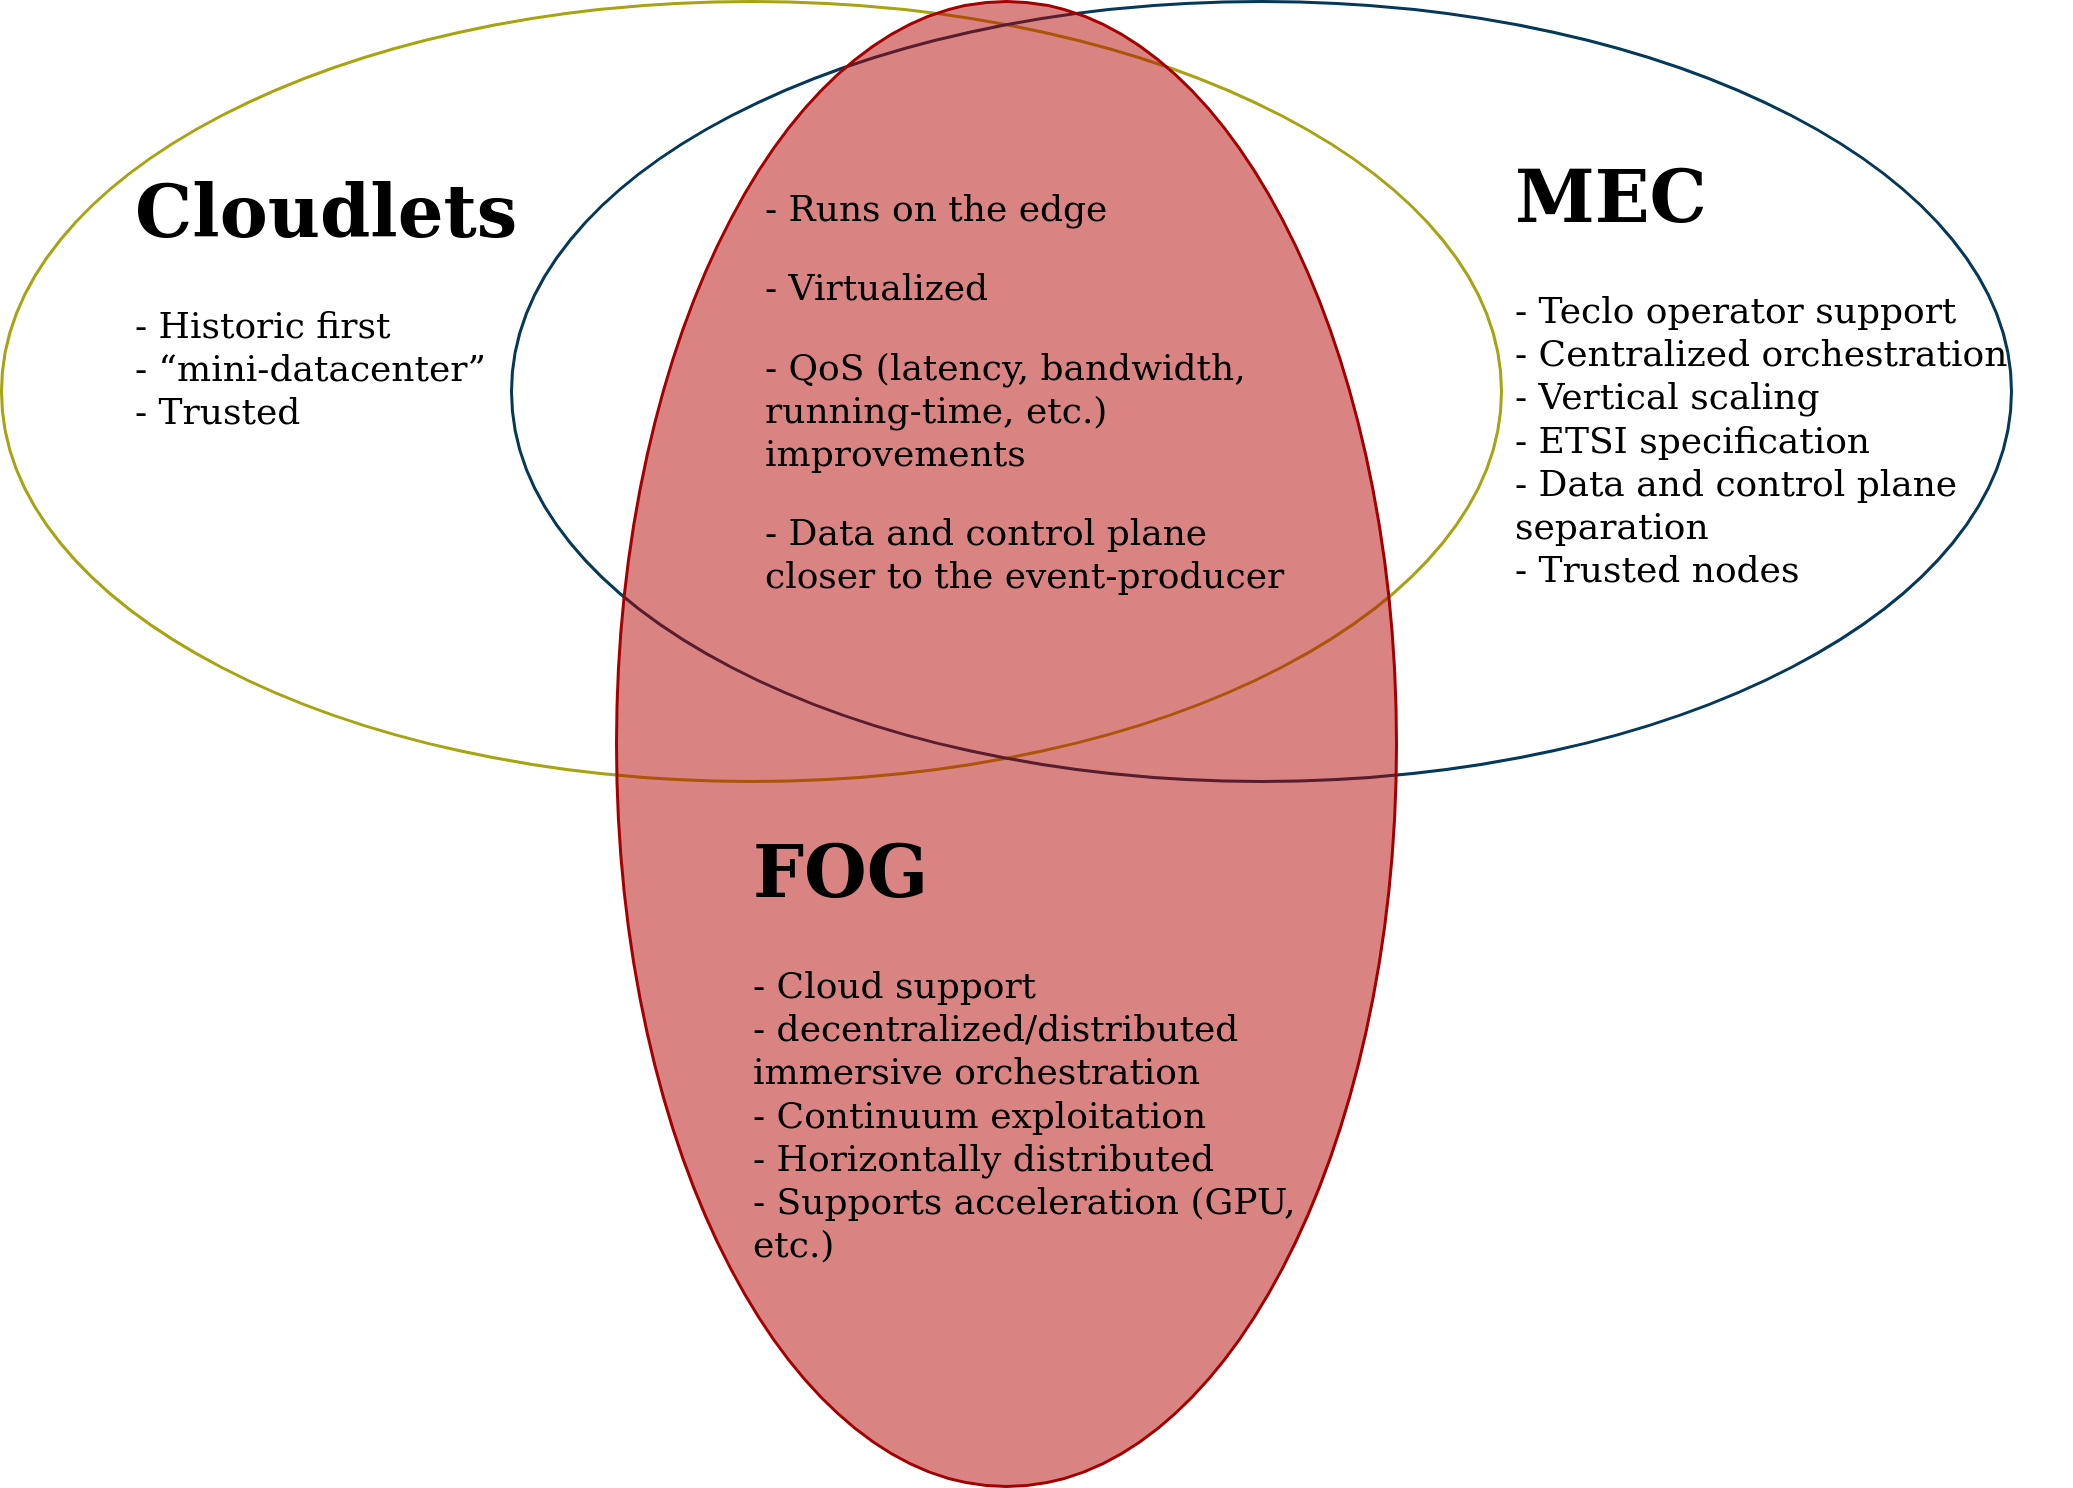 Cloudlets
- Historic first
- “mini-datacenter”
- Trusted
- Runs on the edge
- Virtualized
- QoS (latency, bandwidth,
running-time, etc.)
improvements
- Data and control plane
closer to the event-producer
MEC
- Teclo operator support
- Centralized orchestration
- Vertical scaling
- ETSI specification
- Data and control plane
separation
- Trusted nodes
FOG
- Cloud support
- decentralized/distributed
immersive orchestration
- Continuum exploitation
- Horizontally distributed
- Supports acceleration (GPU,
etc.)